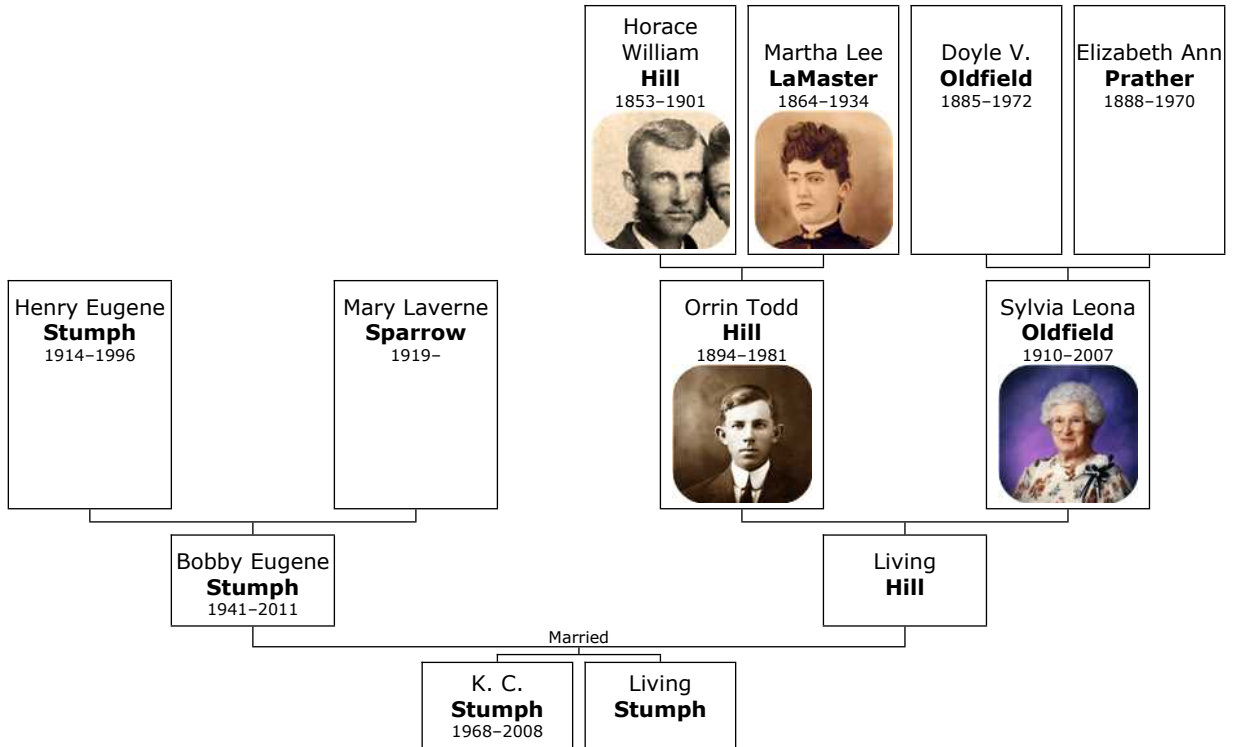 Horace
William
Hill
1853–1901
Martha Lee
LaMaster
1864–1934
Doyle V.
Oldfield
1885–1972
Elizabeth Ann
Prather
1888–1970
Henry Eugene
Stumph
1914–1996
Mary Laverne
Sparrow
1919–
Orrin Todd
Hill
1894–1981
Sylvia Leona
Oldfield
1910–2007
Bobby Eugene
Stumph
1941–2011
Living
Hill
Married
K. C.
Stumph
1968–2008
Living
Stumph